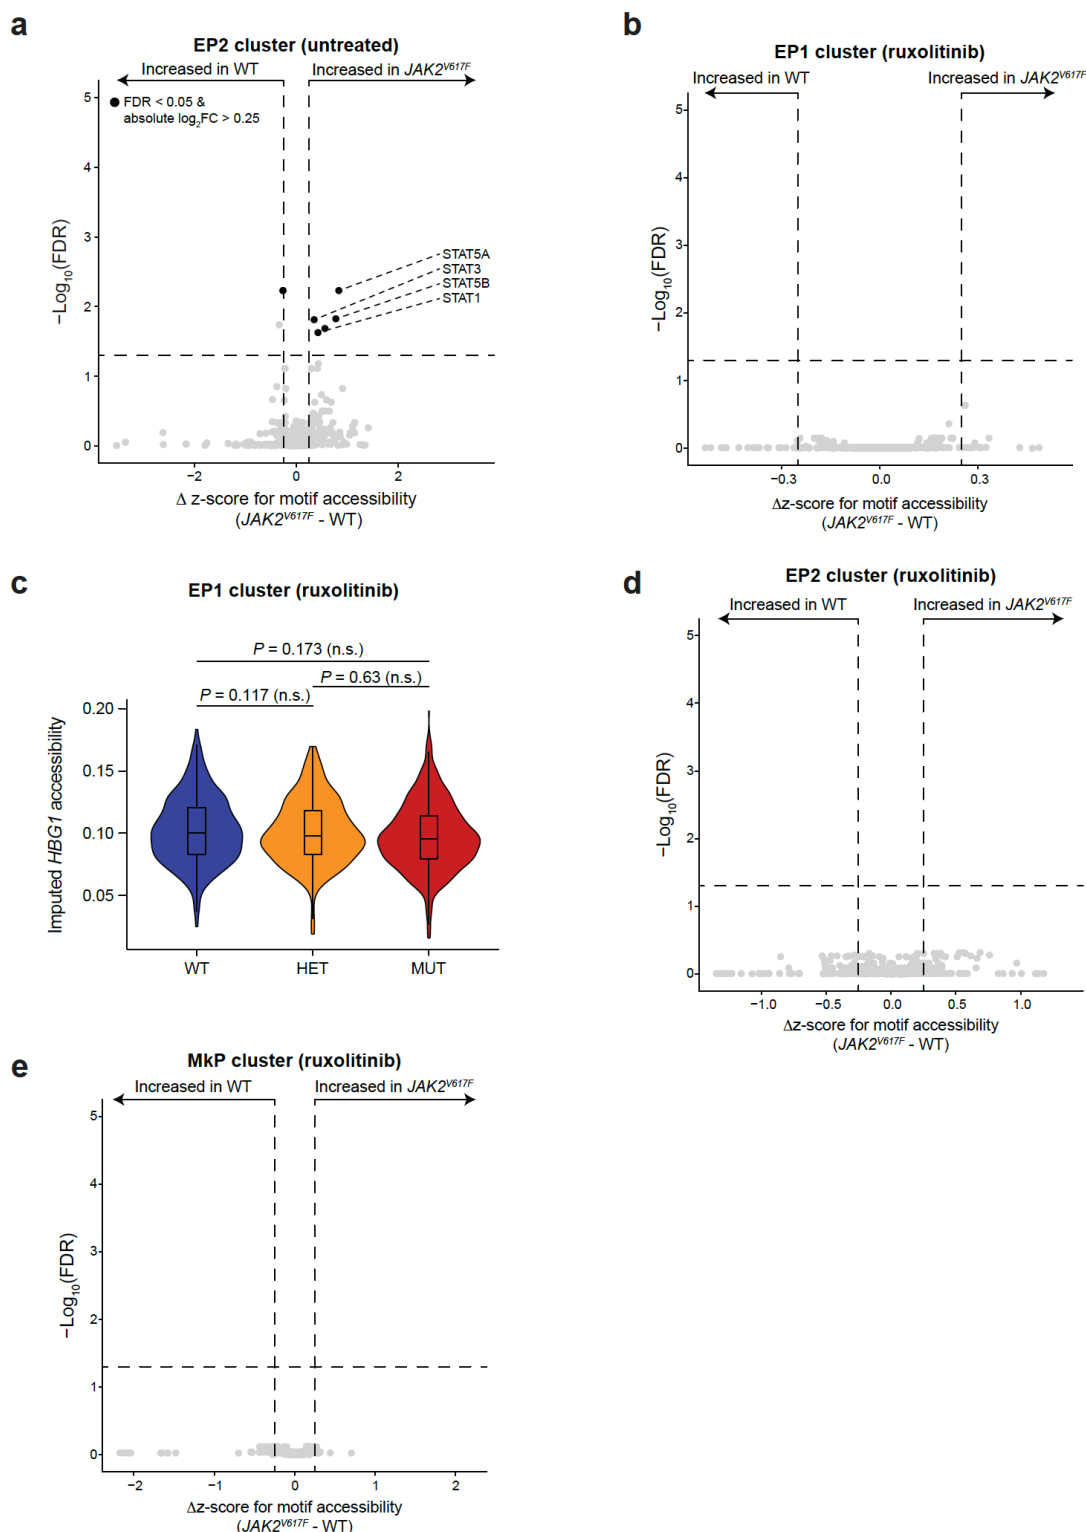 a
EP2 cluster (untreated)
Increased in WT
Increased in JAK2V617F
FDR < 0.05 &
absolute log2FC > 0.25
5
4
3
2
1
0
−Log10(FDR)
STAT5A
STAT3
STAT5B
STAT1
−2
0
2
Δ z-score for motif accessibility
(JAK2V617F - WT)
b
EP1 cluster (ruxolitinib)
Increased in WT
Increased in JAK2V617F
5
4
3
2
1
0
−Log10(FDR)
−0.3
0.0
0.3
Δz-score for motif accessibility
(JAK2V617F - WT)
c
EP1 cluster (ruxolitinib)
P = 0.173 (n.s.)
P = 0.63 (n.s.)
P = 0.117 (n.s.)
0.20
0.15
0.10
0.05
Imputed HBG1 accessibility
WT
HET
MUT
d
EP2 cluster (ruxolitinib)
Increased in WT
Increased in JAK2V617F
5
4
3
2
1
0
−Log10(FDR)
−1.0
−0.5
0.0
0.5
1.0
Δz-score for motif accessibility
(JAK2V617F - WT)
e
MkP cluster (ruxolitinib)
Increased in WT
Increased in JAK2V617F
5
4
3
2
1
0
−Log10(FDR)
−2
−1
0
1
2
Δz-score for motif accessibility
(JAK2V617F - WT)